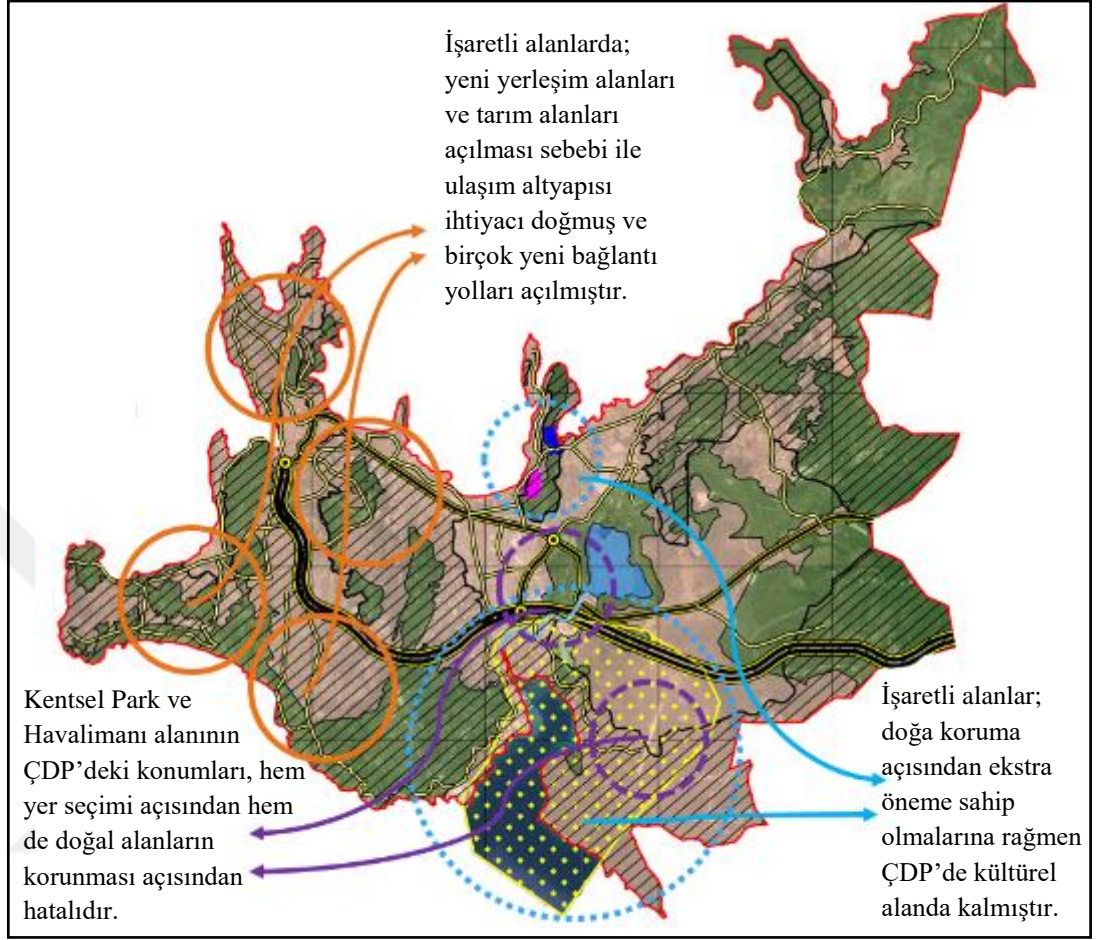 İşaretli alanlarda;
yeni yerleşim alanları
ve tarım alanları
açılması sebebi ile
ulaşım altyapısı
ihtiyacı doğmuş ve
birçok yeni bağlantı
yolları açılmıştır.
Kentsel Park ve
Havalimanı alanının
ÇDP’deki konumları, hem
yer seçimi açısından hem
de doğal alanların
korunması açısından
hatalıdır.
İşaretli alanlar;
doğa koruma
açısından ekstra
öneme sahip
olmalarına rağmen
ÇDP’de kültürel
alanda kalmıştır.